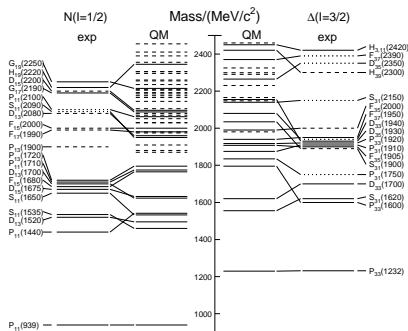 N(I=1/2) Mass/(MeV/c²) Δ(I=3/2)
exp QM QM exp
G₁₉(2250)
H₁₉(2220)
D₁₅(2200)
G₁₇(2190)
P₁₁(2100)
S₁₁(2090)
D₁₃(2080)
F₁₅(2000)
F₁₇(1990)
P₁₃(1900)
P₁₃(1720)
P₁₁(1710)
D₁₃(1700)
F₁₅(1680)
D₁₅(1675)
S₁₁(1650)
S₁₁(1535)
D₁₃(1520)
P₁₁(1440)
P₁₁(939)
2400
2200
2000
1800
1600
1400
1200
1000
H₃,₁₁(2420)
F₃₇(2390)
D₃₅(2350)
H₃₉(2300)
S₃₁(2150)
F₃₅(2000)
F₃₇(1950)
D₃₃(1940)
D₃₅(1930)
P₃₃(1920)
P₃₁(1910)
F₃₅(1905)
S₃₁(1900)
P₃₁(1750)
D₃₃(1700)
S₃₁(1620)
P₃₃(1600)
P₃₃(1232)